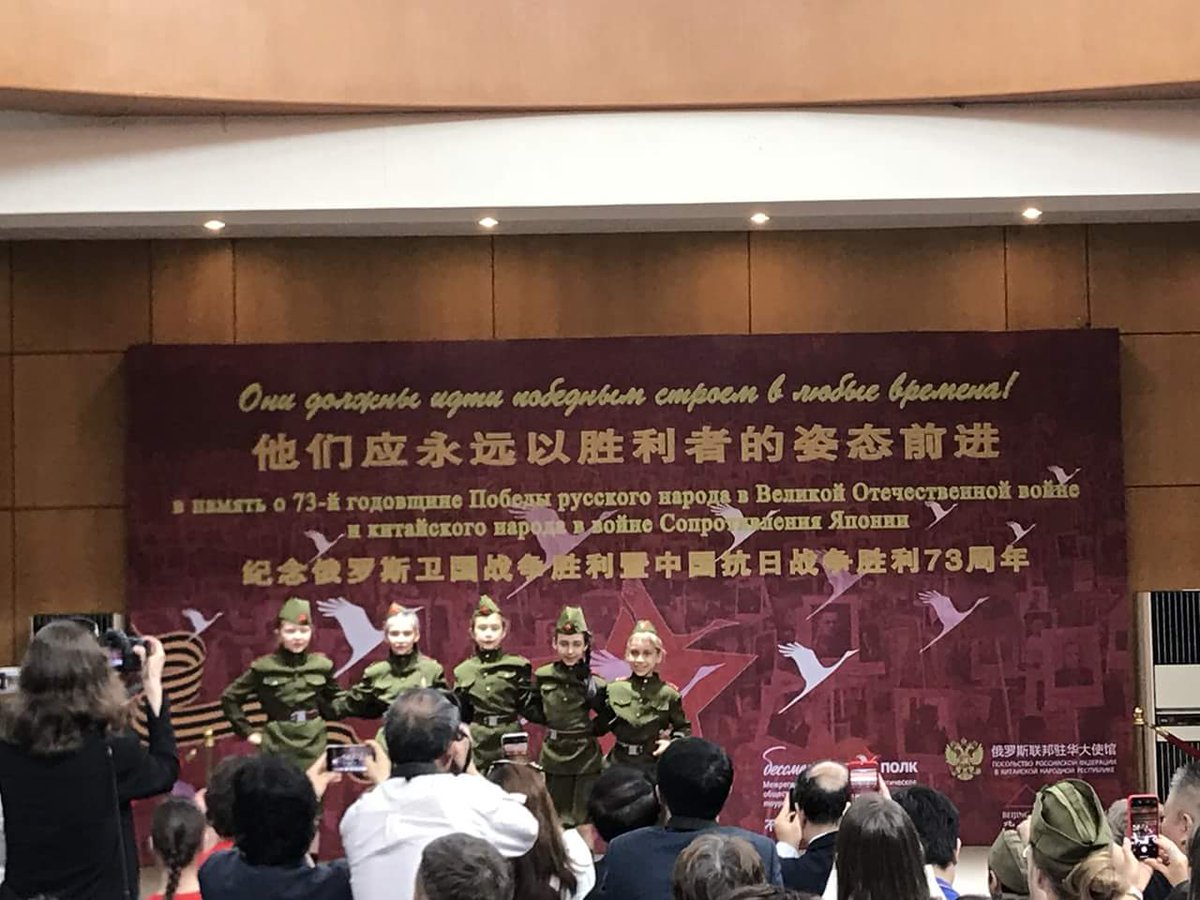 Они должны идти победным строем в любые времена!
他们应永远以胜利者的姿态前进
в память о 73-й годовщине Победы русского народа в Великой Отечественной войне
и китайского народа в войне Сопротивления Японии
纪念俄罗斯卫国战争胜利暨中国抗日战争胜利73周年
ПОЛК
俄罗斯联邦驻华大使馆
ПОСОЛЬСТВО РОССИЙСКОЙ ФЕДЕРАЦИИ
В КИТАЙСКОЙ НАРОДНОЙ РЕСПУБЛИКЕ